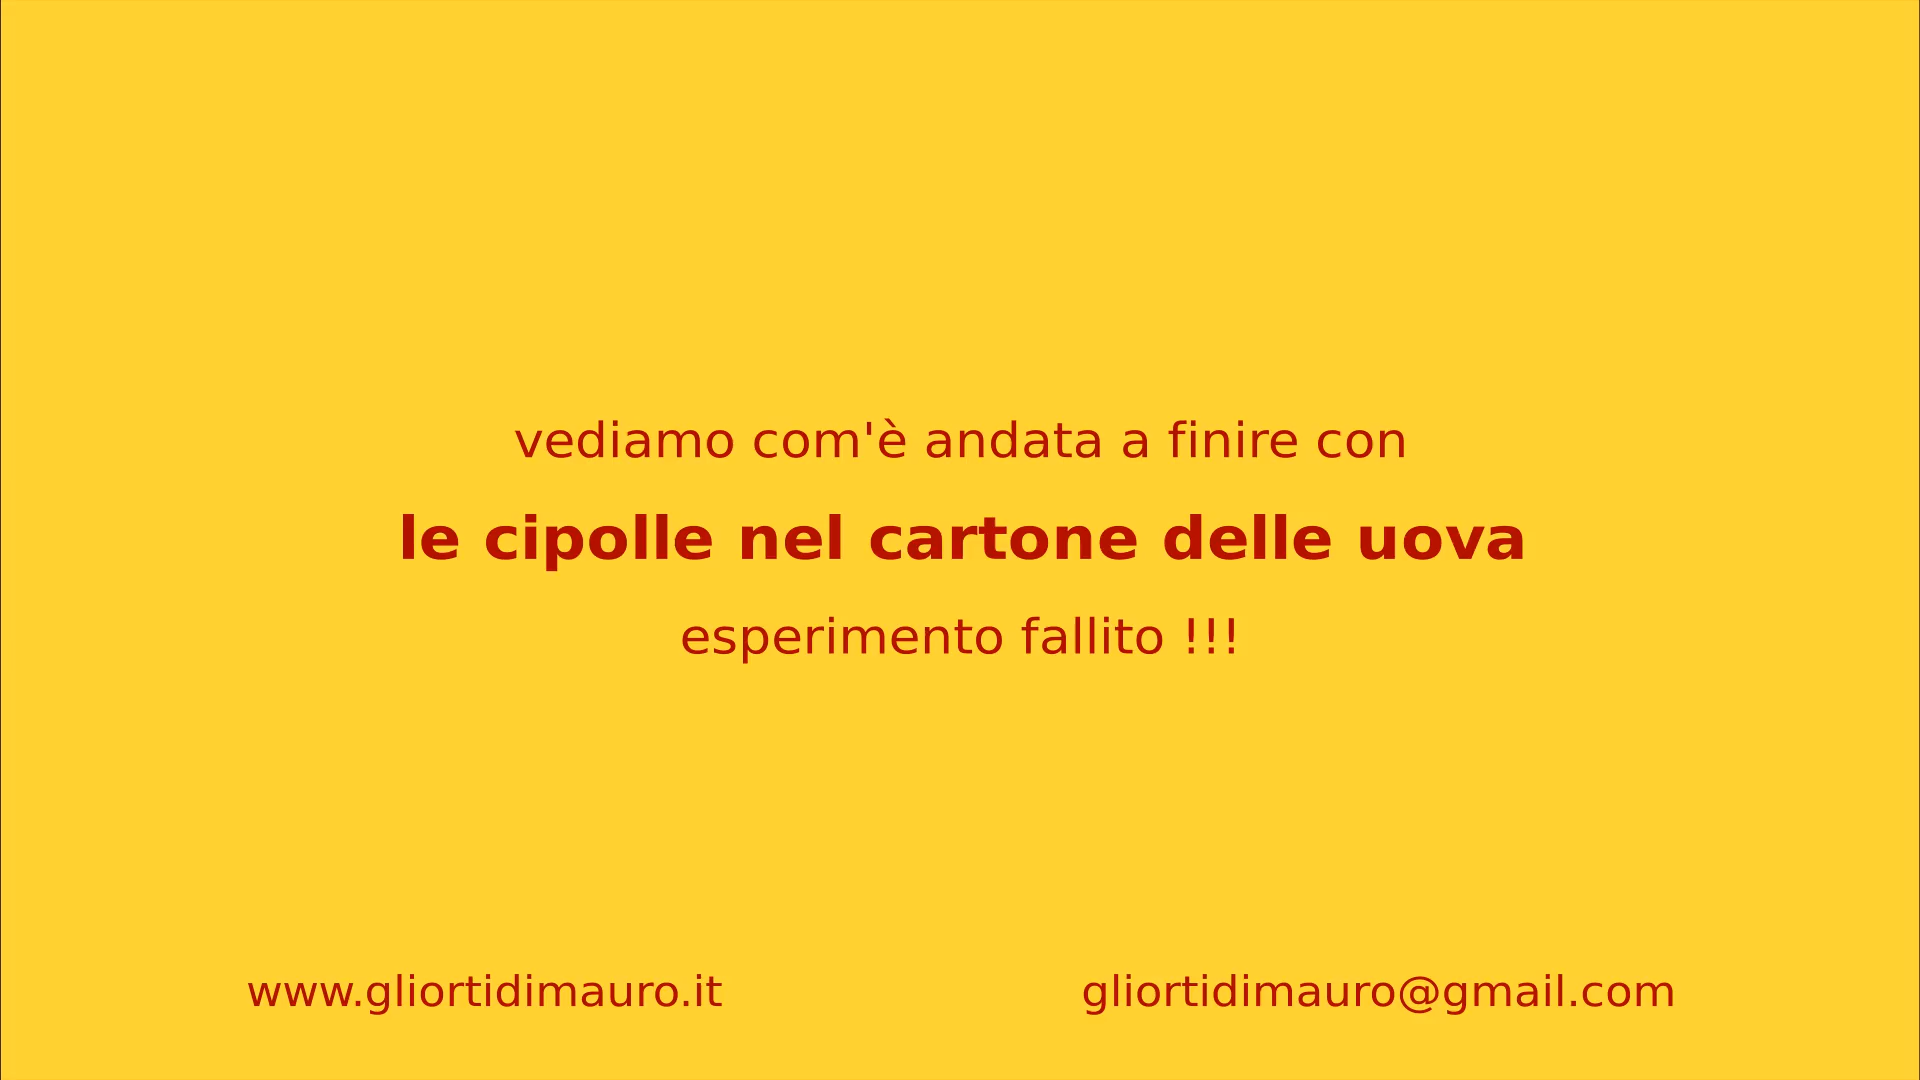 vediamo com'è andata a finire con
le cipolle nel cartone delle uova
esperimento fallito !!!
www.gliortidimauro.it
gliortidimauro@gmail.com